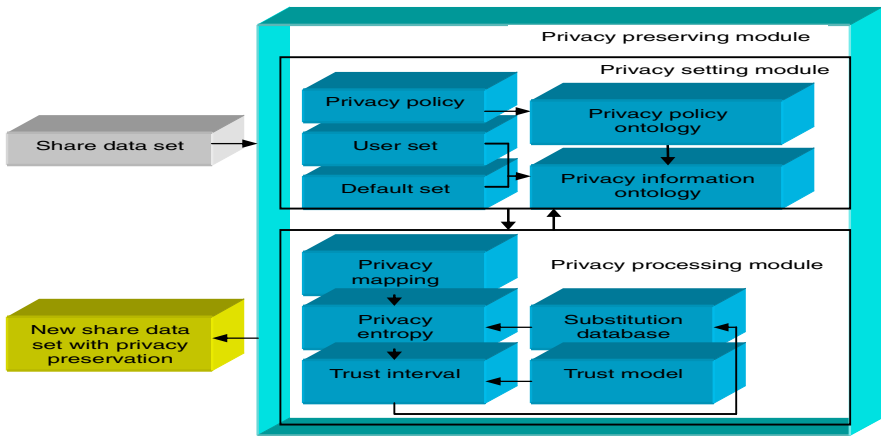 Privacy preserving module
Privacy setting module
Privacy policy
Privacy policy
ontology
Share data set
User set
Default set
Privacy information
ontology
Privacy processing module
Privacy
mapping
New share data
set with privacy
preservation
Privacy
entropy
Substitution
database
Trust interval
Trust model